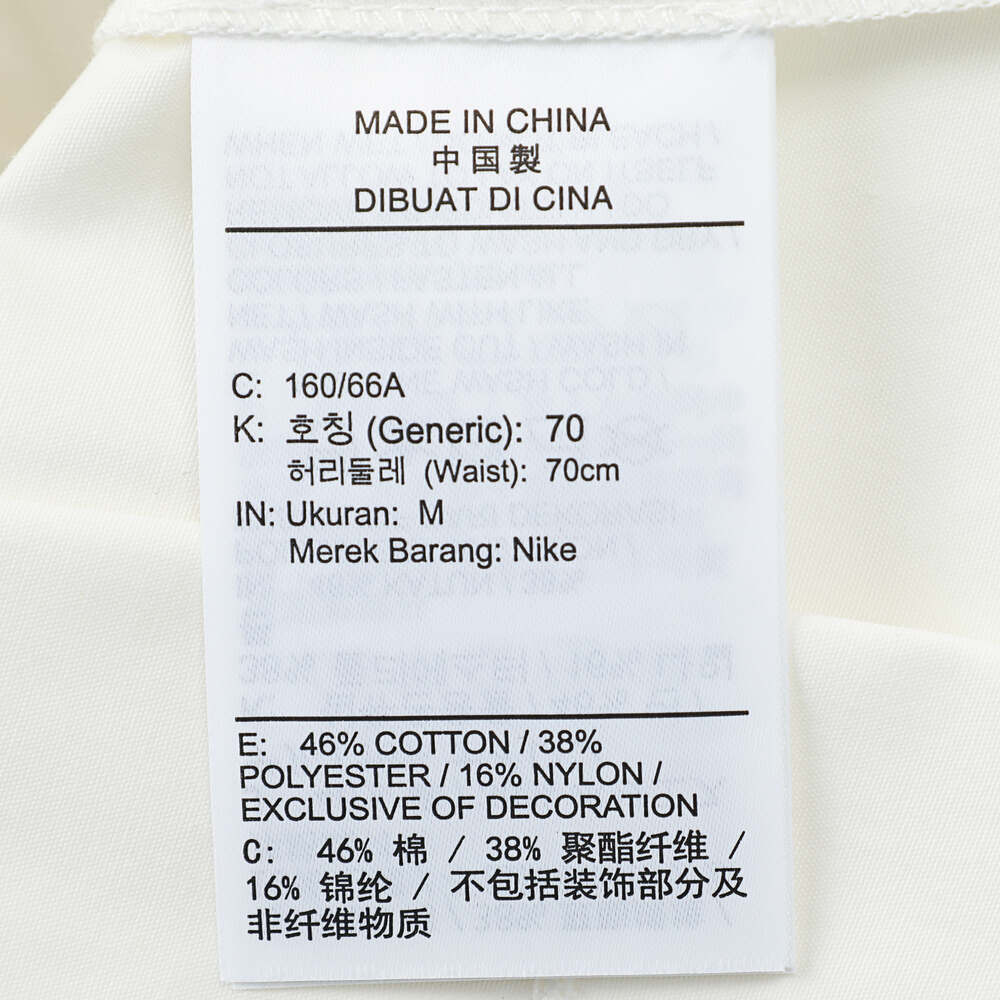 MADE IN CHINA
中国製
DIBUAT DI CINA
C: 160/66A
K: 호칭 (Generic): 70
허리둘레 (Waist): 70cm
IN: Ukuran: M
Merek Barang: Nike
E: 46% COTTON / 38%
POLYESTER / 16% NYLON /
EXCLUSIVE OF DECORATION
C: 46% 棉 / 38% 聚酯纤维 /
16% 锦纶 / 不包括装饰部分及
非纤维物质